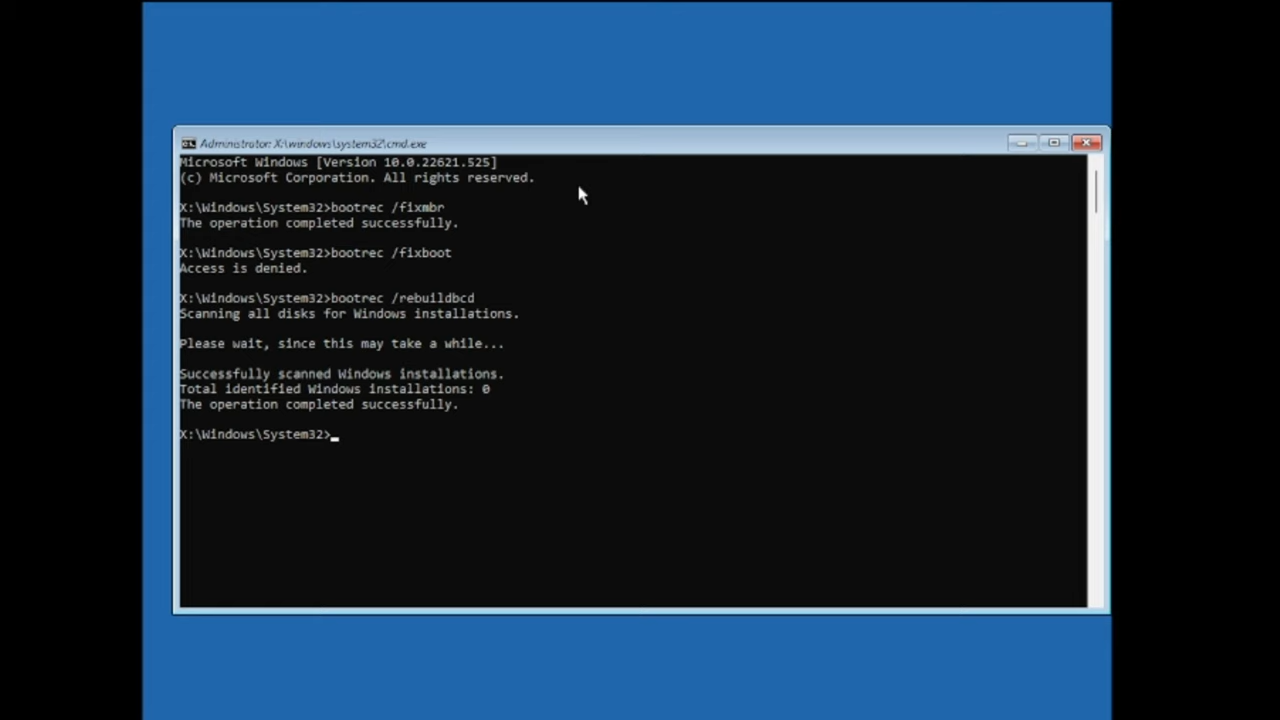 Administrator: X:\windows\system32\cmd.exe
Microsoft Windows [Version 10.0.22621.525]
(c) Microsoft Corporation. All rights reserved.
X:\Windows\System32>bootrec /fixmbr
The operation completed successfully.
X:\Windows\System32>bootrec /fixboot
Access is denied.
X:\Windows\System32>bootrec /rebuildbcd
Scanning all disks for Windows installations.
Please wait, since this may take a while...
Successfully scanned Windows installations.
Total identified Windows installations: 0
The operation completed successfully.
X:\Windows\System32>